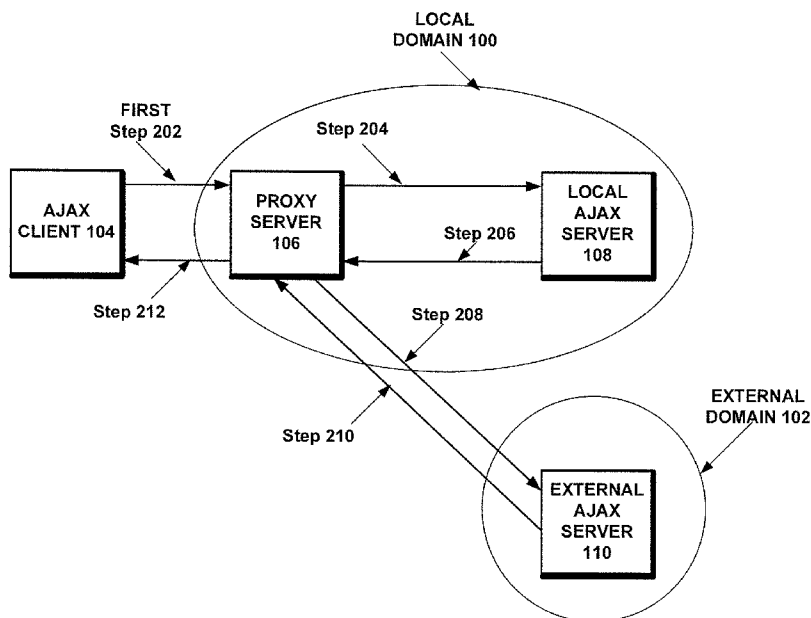 LOCAL
DOMAIN 100
FIRST
Step 202
Step 204
AJAX
CLIENT 104
PROXY
SERVER
106
LOCAL
AJAX
SERVER
108
Step 206
Step 212
Step 208
Step 210
EXTERNAL
DOMAIN 102
EXTERNAL
AJAX
SERVER
110